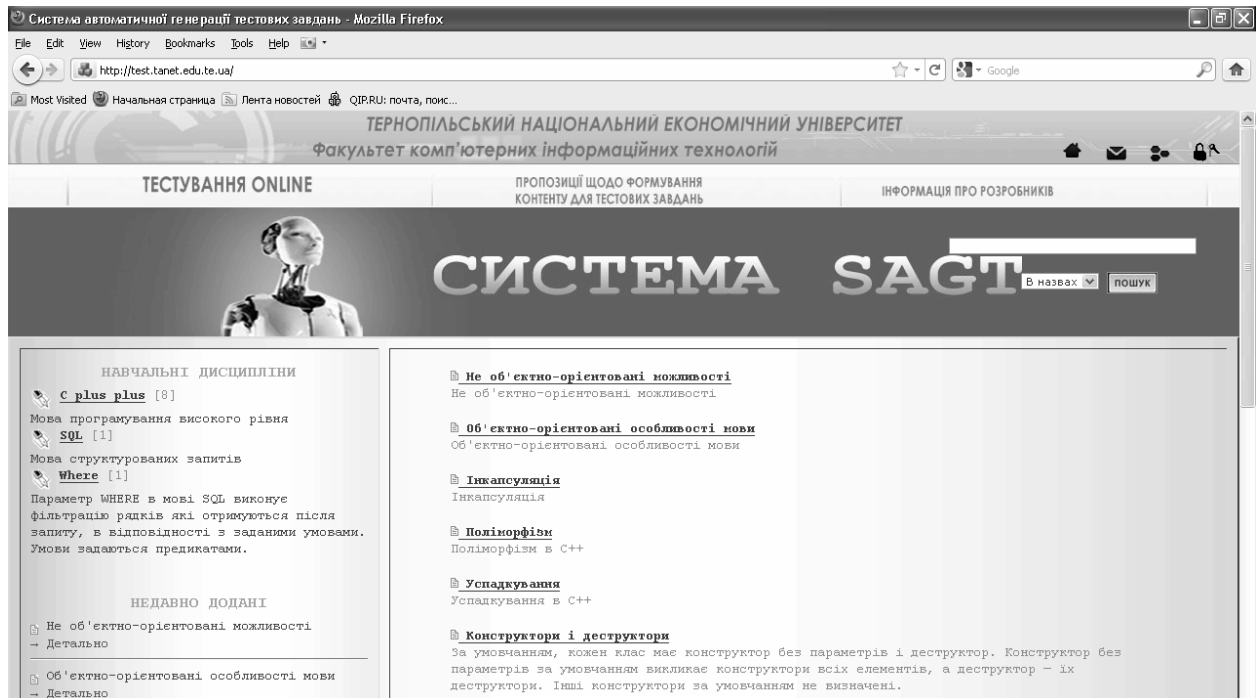 Система автоматичної генерації тестових завдань - Mozilla Firefox
File Edit View History Bookmarks Tools Help
http://test.tanet.edu.te.ua/
Google
Most Visited Начальная страница Лента новостей QIP.RU: почта, поис...
ТЕРНОПІЛЬСЬКИЙ НАЦІОНАЛЬНИЙ ЕКОНОМІЧНИЙ УНІВЕРСИТЕТ
Факультет комп'ютерних інформаційних технологій
ТЕСТУВАННЯ ONLINE
ПРОПОЗИЦІЇ ЩОДО ФОРМУВАННЯ
КОНТЕНТУ ДЛЯ ТЕСТОВИХ ЗАВДАНЬ
ІНФОРМАЦІЯ ПРО РОЗРОБНИКІВ
СИСТЕМА SAGT
В назвах пошук
НАВЧАЛЬНІ ДИСЦИПЛІНИ
C plus plus [8]
Мова програмування високого рівня
SQL [1]
Мова структурованих запитів
Where [1]
Параметр WHERE в мові SQL виконує
фільтрацію рядків які отримуються після
запиту, в відповідності з заданими умовами.
Умови задаються предикатами.
НЕДАВНО ДОДАНІ
Не об'єктно-орієнтовані можливості
→ Детально
Об'єктно-орієнтовані особливості мови
→ Детально
Не об'єктно-орієнтовані можливості
Не об'єктно-орієнтовані можливості
Об'єктно-орієнтовані особливості мови
Об'єктно-орієнтовані особливості мови
Інкапсуляція
Інкапсуляція
Поліморфізм
Поліморфізм в C++
Успадкування
Успадкування в C++
Конструктори і деструктори
За умовчанням, кожен клас має конструктор без параметрів і деструктор. Конструктор без
параметрів за умовчанням викликає конструктори всіх елементів, а деструктор — їх
деструктори. Інші конструктори за умовчанням не визначені.